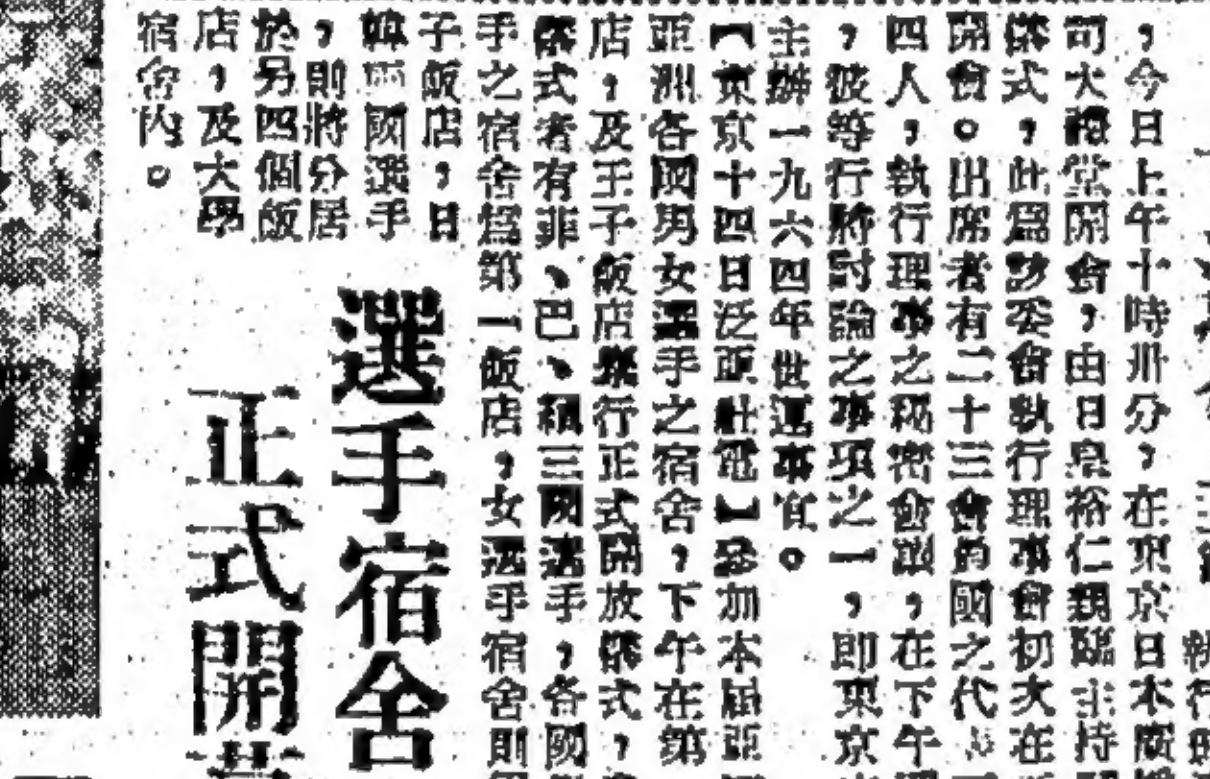 ，今日上午十時卅分，在東京日本廣
司大禮堂開會，由日皇裕仁親臨主持
儀式，此爲該委會執行理事會初次在
開會。出席者有二十三會員國之代
四人，執行理事之秘密會議，在下午
，彼等行將討論之事項之一，即東京
主辦一九六四年世運事宜。
【東京十四日泛亞社電】參加本屆亞
亞洲各國男女選手之宿舍，下午在第
店，及王子飯店舉行正式開放儀式，
儀式者有菲、巴、韓三國選手，各國
手之宿舍爲第一飯店，女選手宿舍則
子飯店，日
韓兩國選手
，則將分居
於另四個飯
店，及大學
宿舍內。
選手宿舍
正式開